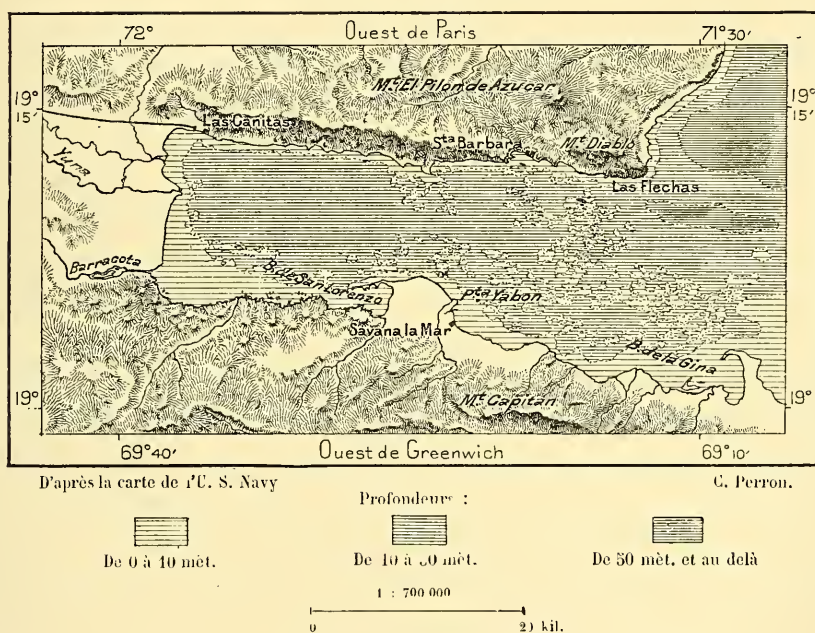 72° Ouest de Paris 71° 30'
Mt. El Pilon de Azucar
19° 15' 19° 15'
Las Cañitas
Sta Barbara
Mt. Diablo
Yuna
Las Flechas
Barracota
B. de San Lorenzo
pta Yabon
Savana la Mar
B. de la Gina
19° 19°
Mt. Capitan
69° 40' Ouest de Greenwich 69° 10'
D'après la carte de l'U. S. Navy C. Perron.
Profondeurs :
De 0 à 10 mèt. De 10 à 50 mèt. De 50 mèt. et au delà
1 : 700 000
0 20 kil.